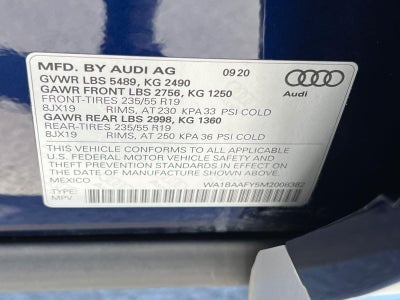 MFD. BY AUDI AG 0920
GVWR LBS 5489, KG 2490
GAWR FRONT LBS 2756, KG 1250
FRONT-TIRES 235/55 R19
8JX19 RIMS, AT 230 KPA 33 PSI COLD
GAWR REAR LBS 2998, KG 1360
REAR-TIRES 235/55 R19
8JX19 RIMS, AT 250 KPA 36 PSI COLD
Audi
THIS VEHICLE CONFORMS TO ALL APPLICABLE
U.S. FEDERAL MOTOR VEHICLE SAFETY AND
THEFT PREVENTION STANDARDS IN EFFECT ON
THE DATE OF MANUFACTURE SHOWN ABOVE.
MEXICO
TYPE:
MPV